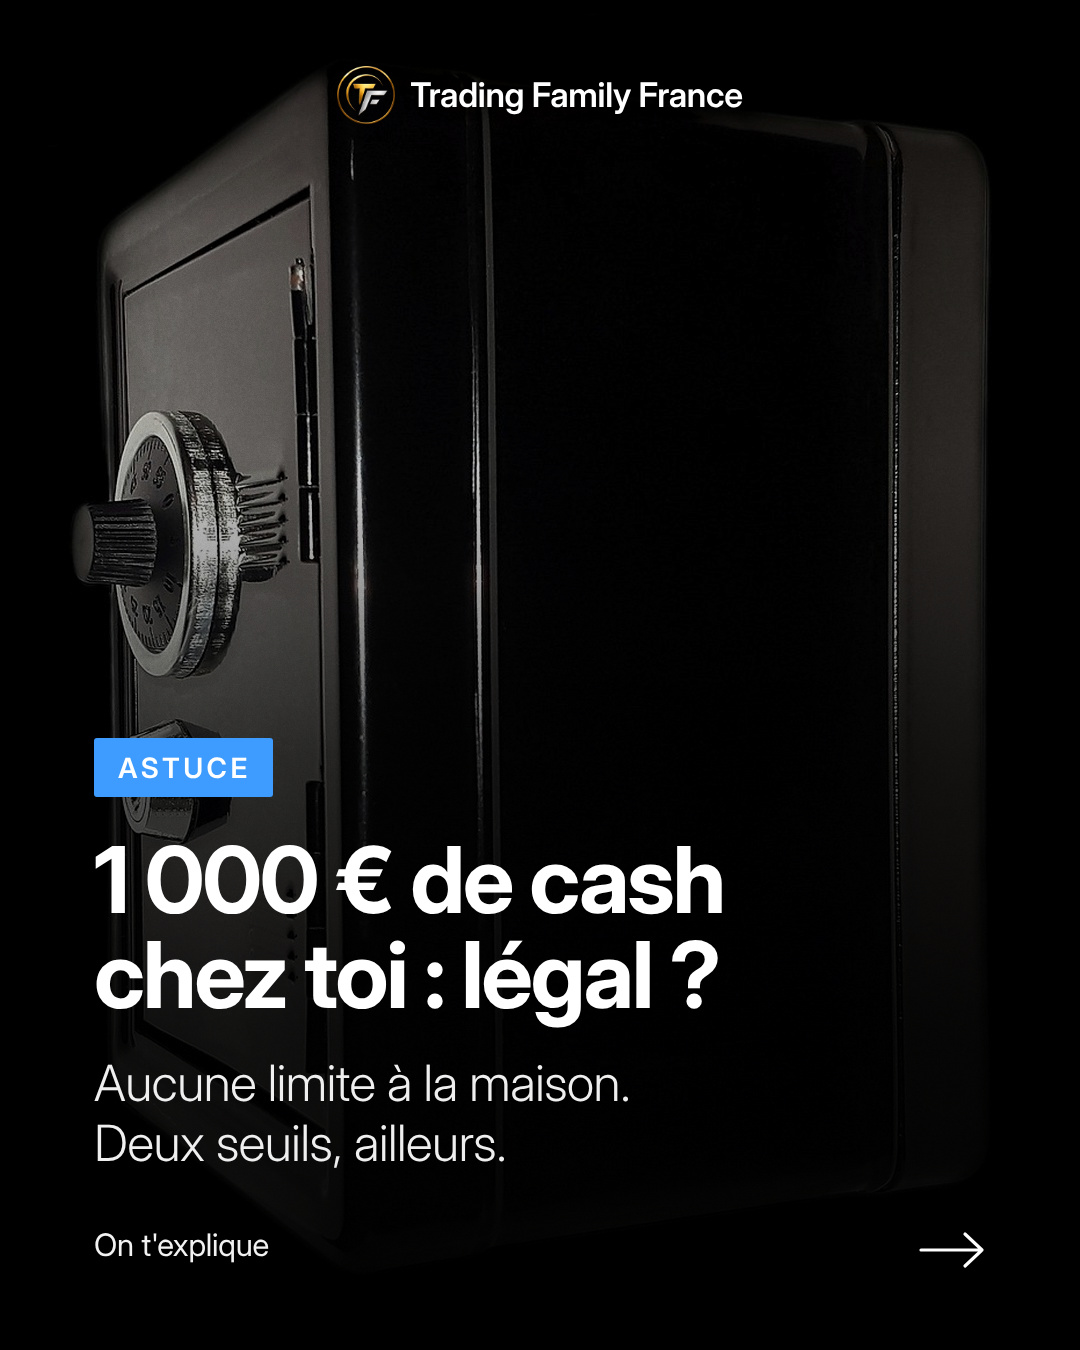 Trading Family France
ASTUCE
1 000 € de cash
chez toi : légal ?
Aucune limite à la maison.
Deux seuils, ailleurs.
On t'explique